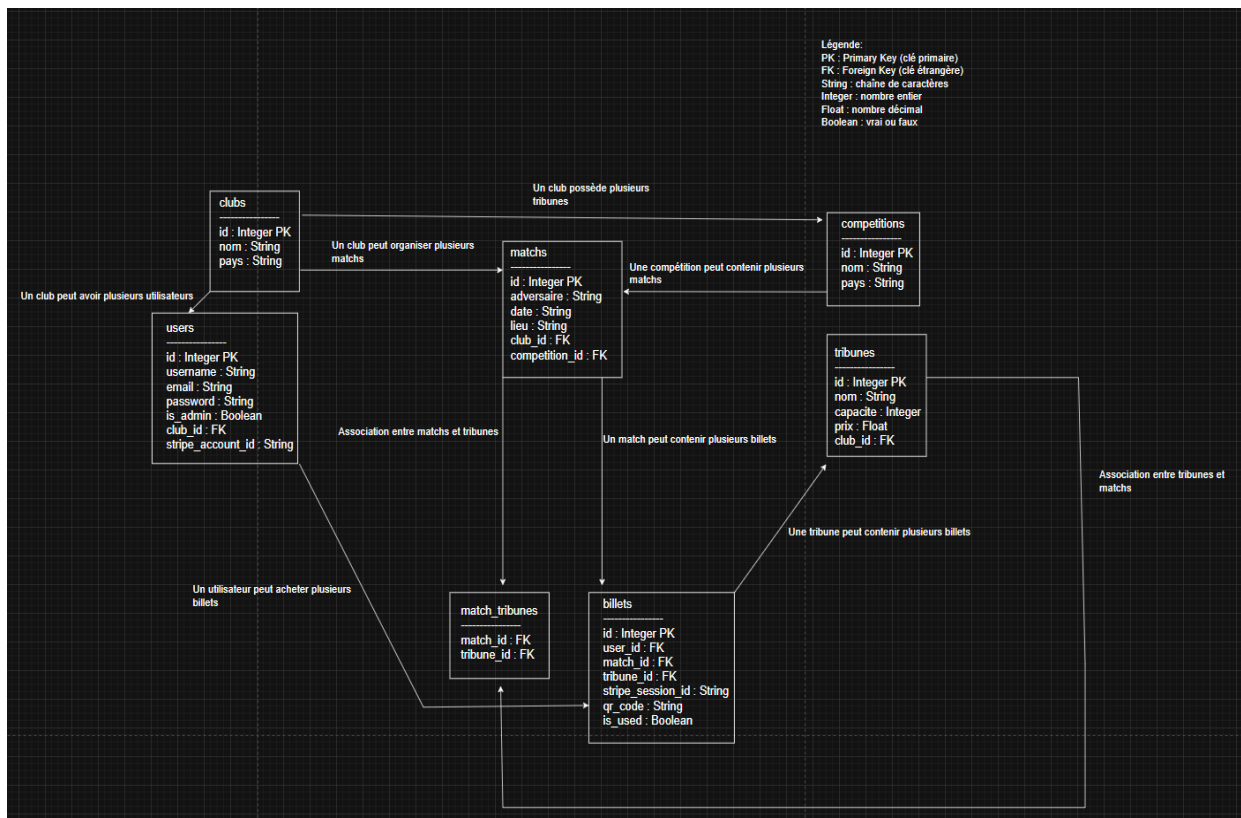 Légende:
PK : Primary Key (clé primaire)
FK : Foreign Key (clé étrangère)
String : chaîne de caractères
Integer : nombre entier
Float : nombre décimal
Boolean : vrai ou faux
Un club possède plusieurs
tribunes
clubs
----------------
id : Integer PK
nom : String
pays : String
Un club peut organiser plusieurs
matchs
matchs
----------------
id : Integer PK
adversaire : String
date : String
lieu : String
club_id : FK
competition_id : FK
Une compétition peut contenir plusieurs
matchs
competitions
----------------
id : Integer PK
nom : String
pays : String
Un club peut avoir plusieurs utilisateurs
users
----------------
id : Integer PK
username : String
email : String
password : String
is_admin : Boolean
club_id : FK
stripe_account_id : String
tribunes
----------------
id : Integer PK
nom : String
capacite : Integer
prix : Float
club_id : FK
Association entre matchs et tribunes
Un match peut contenir plusieurs billets
Association entre tribunes et
matchs
Une tribune peut contenir plusieurs billets
Un utilisateur peut acheter plusieurs
billets
match_tribunes
----------------
match_id : FK
tribune_id : FK
billets
----------------
id : Integer PK
user_id : FK
match_id : FK
tribune_id : FK
stripe_session_id : String
qr_code : String
is_used : Boolean